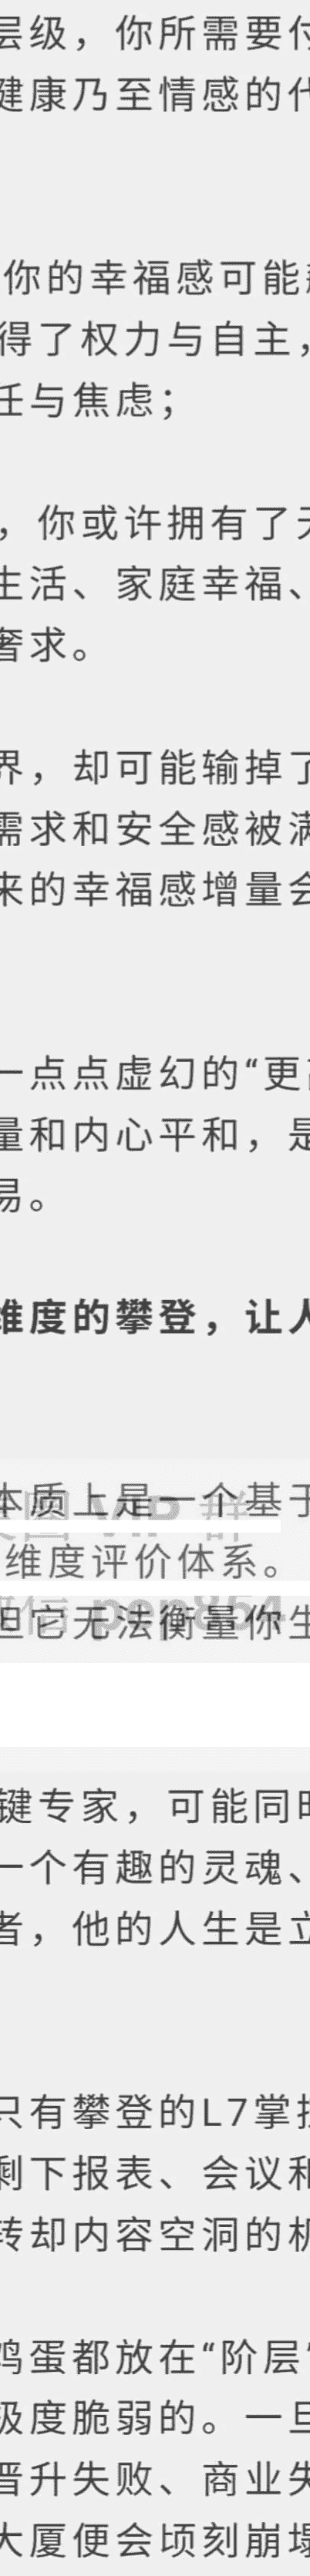 层级，你所需要付
健康乃至情感的代
你的幸福感可能
得了权力与自主，
任与焦虑；
，你或许拥有了
生活、家庭幸福、
奢求。
界，却可能输掉了
需求和安全感被满
来的幸福感增量会
一点点虚幻的“更高
量和内心平和，是
易。
维度的攀登，让人
本质上是一个基于
VIP 群
维度评价体系。
但它无法衡量你生
微信 pep854
键专家，可能同时
一个有趣的灵魂、
者，他的人生是立
只有攀登的L7掌控
剩下报表、会议和
转却内容空洞的机
鸡蛋都放在“阶层”
极度脆弱的。一旦
晋升失败、商业失
大厦便会顷刻崩塌